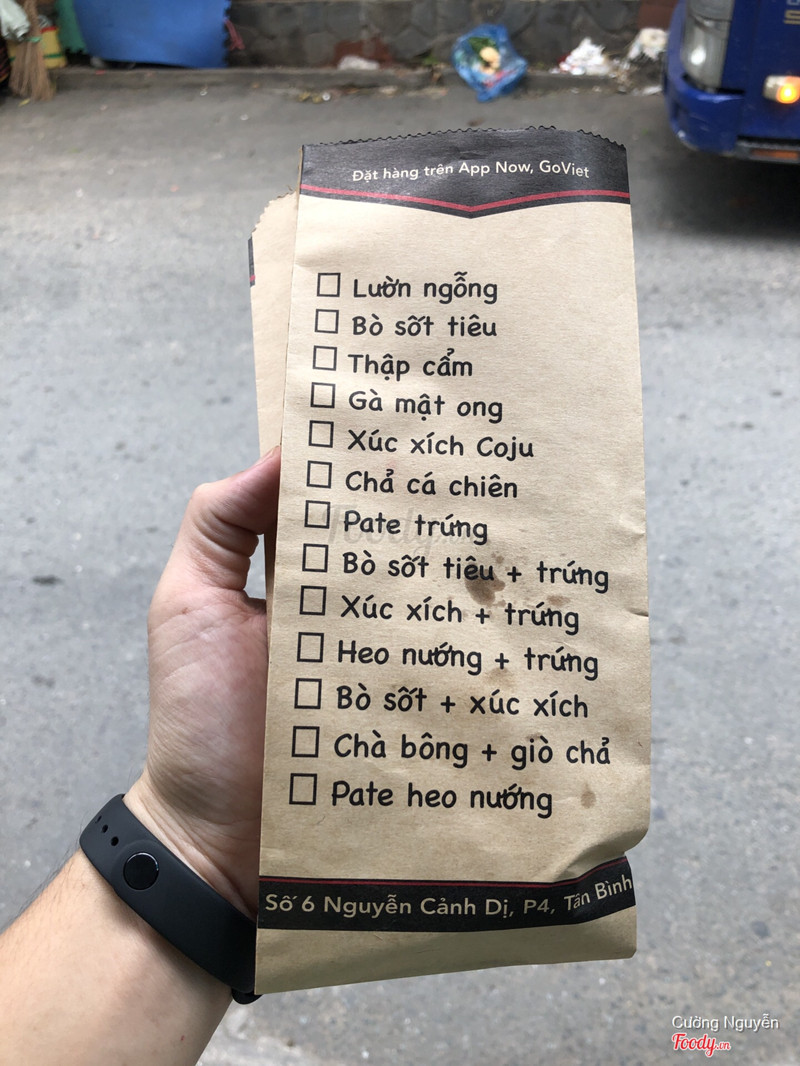 Đặt hàng trên App Now, GoViet
Lườn ngỗng
Bò sốt tiêu
Thập cẩm
Gà mật ong
Xúc xích Coju
Chả cá chiên
Pate trứng
Bò sốt tiêu + trứng
Xúc xích + trứng
Heo nướng + trứng
Bò sốt + xúc xích
Chà bông + giò chả
Pate heo nướng
Số 6 Nguyễn Cảnh Dị, P4, Tân Bình
Cường Nguyễn
Foody.vn